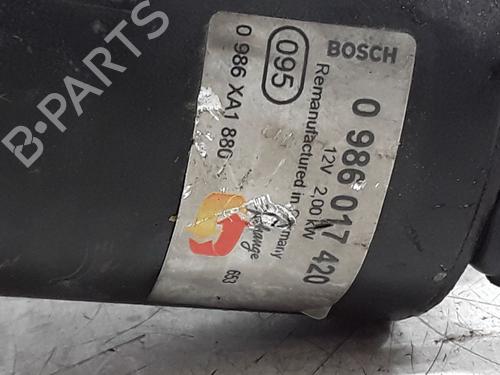 BOSCH
0 986 017 420
12V 2,00 kW
Remanufactured in Germany
095
0 986 XA1 880
eXchange
653
B-PARTS